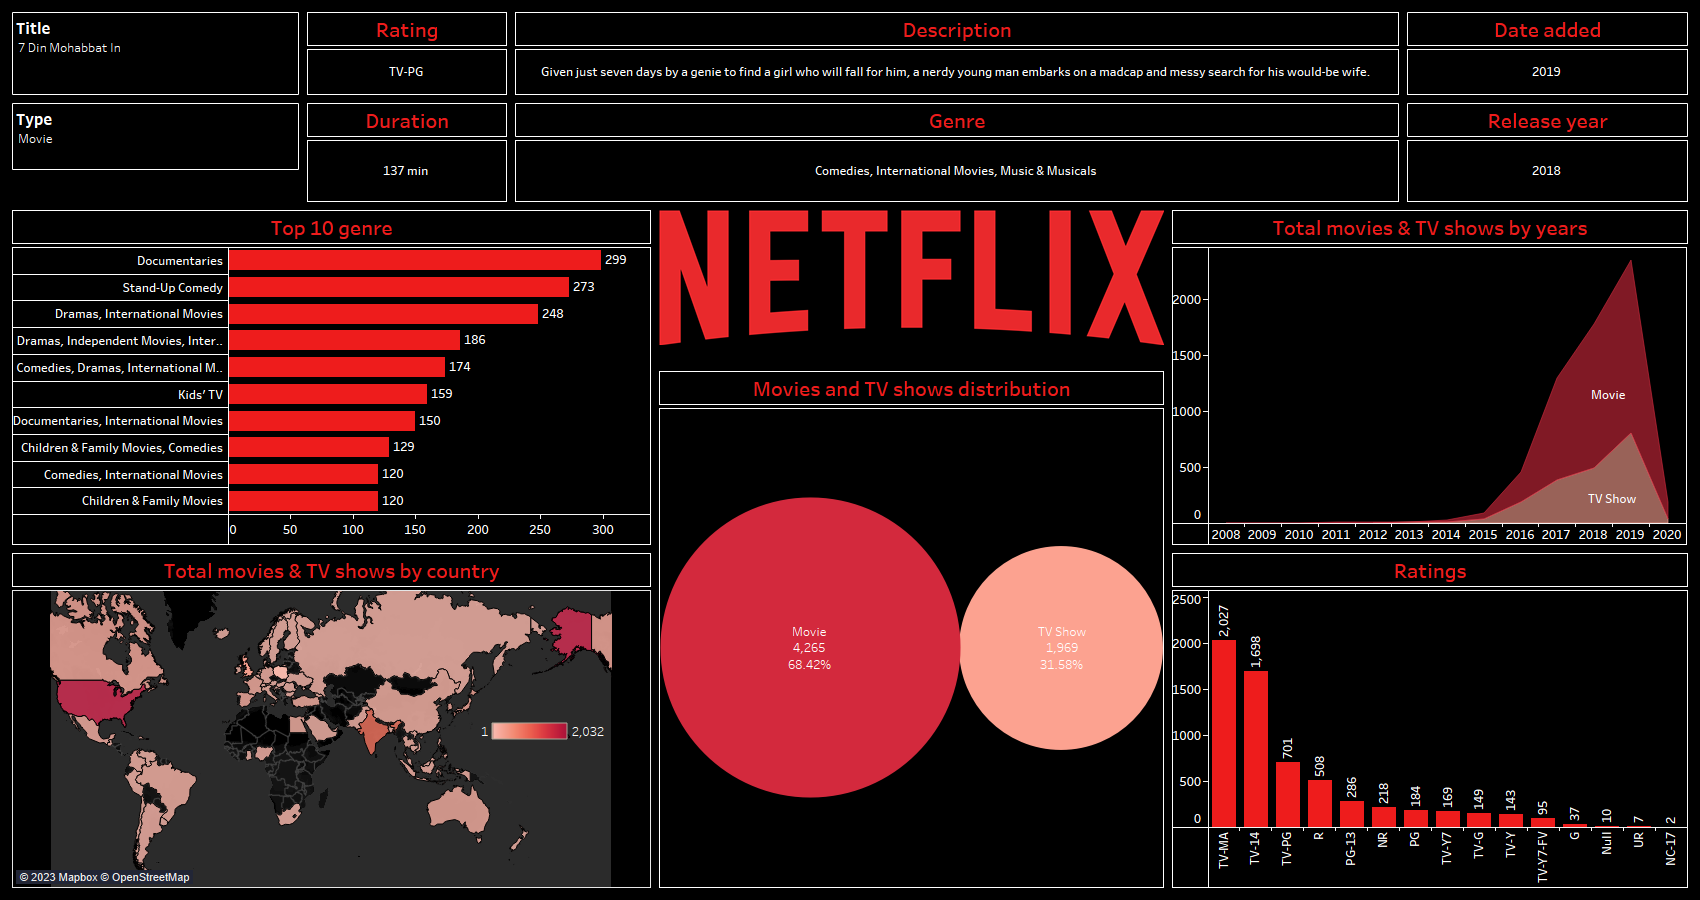 Title
7 Din Mohabbat In
Rating
TV-PG
Description
Given just seven days by a genie to find a girl who will fall for him, a nerdy young man embarks on a madcap and messy search for his would-be wife.
Date added
2019
Type
Movie
Duration
137 min
Genre
Comedies, International Movies, Music & Musicals
Release year
2018
Top 10 genre
Documentaries 299
Stand-Up Comedy 273
Dramas, International Movies 248
Dramas, Independent Movies, Inter.. 186
Comedies, Dramas, International M.. 174
Kids' TV 159
Documentaries, International Movies 150
Children & Family Movies, Comedies 129
Comedies, International Movies 120
Children & Family Movies 120
0 50 100 150 200 250 300
Total movies & TV shows by country
1 2,032
© 2023 Mapbox © OpenStreetMap
NETFLIX
Movies and TV shows distribution
Movie
4,265
68.42%
TV Show
1,969
31.58%
Total movies & TV shows by years
2000
1500
1000
500
0
Movie
TV Show
2008 2009 2010 2011 2012 2013 2014 2015 2016 2017 2018 2019 2020
Ratings
2500
2000
1500
1000
500
0
2,027 1,698 701 508 286 218 184 169 149 143 95 37 10 7 2
TV-MA TV-14 TV-PG R PG-13 NR PG TV-Y7 TV-G TV-Y TV-Y7-FV G Null UR NC-17